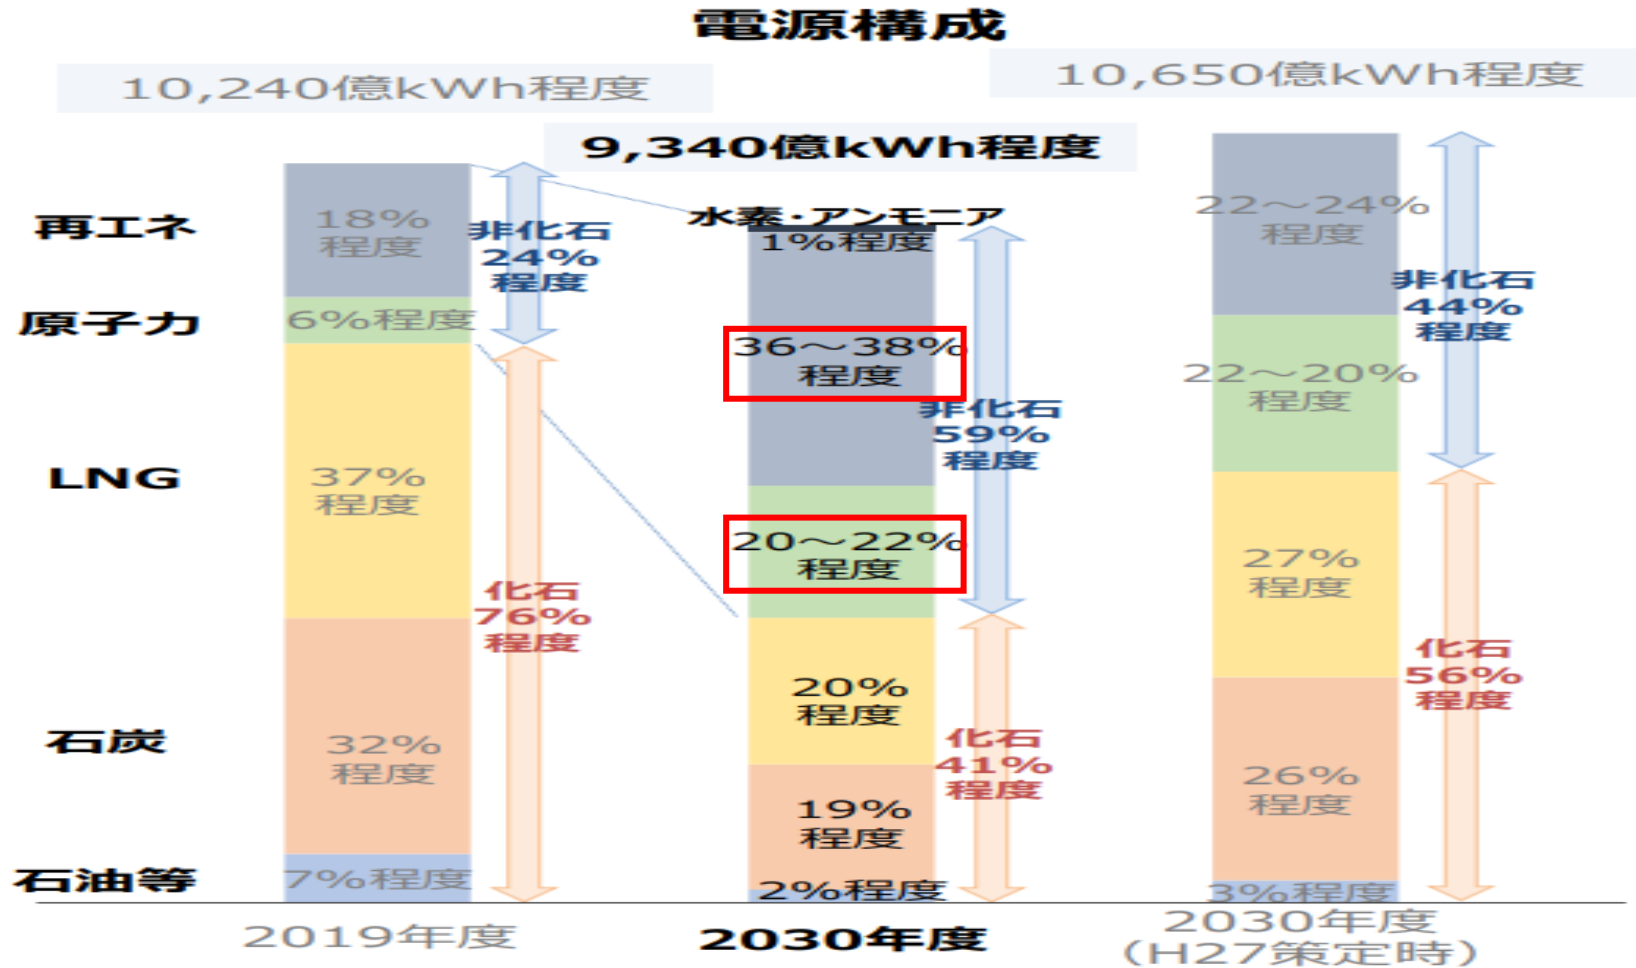 電源構成
10,240億kWh程度
9,340億kWh程度
10,650億kWh程度
再エネ
原子力
LNG
石炭
石油等
18%
程度
6%程度
37%
程度
32%
程度
7%程度
非化石
24%
程度
化石
76%
程度
2019年度
水素・アンモニア
1%程度
36～38%
程度
20～22%
程度
20%
程度
19%
程度
2%程度
非化石
59%
程度
化石
41%
程度
2030年度
22～24%
程度
22～20%
程度
27%
程度
26%
程度
3%程度
非化石
44%
程度
化石
56%
程度
2030年度
（H27策定時）